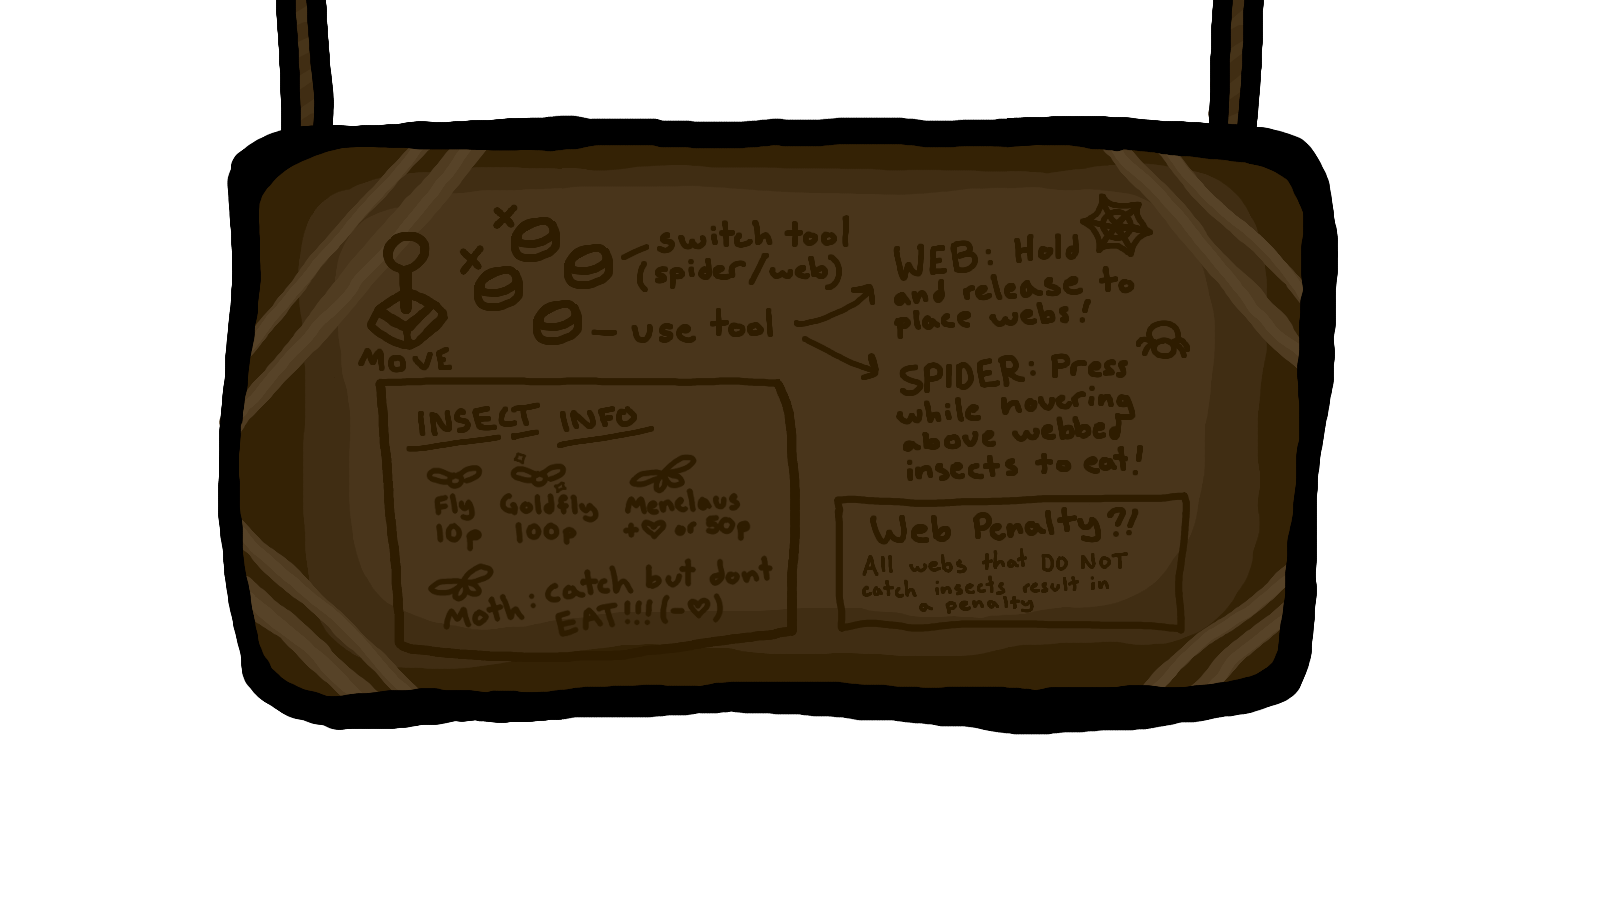 MOVE
switch tool
(spider/web)
use tool
WEB: Hold
and release to
place webs!
SPIDER: Press
while hovering
above webbed
insects to eat!
INSECT INFO
Fly
10p
Goldfly
100p
Menelaus
+♡ or 50p
Moth: catch but dont
EAT!!! (-♡)
Web Penalty?!
All webs that DO NOT
catch insects result in
a penalty